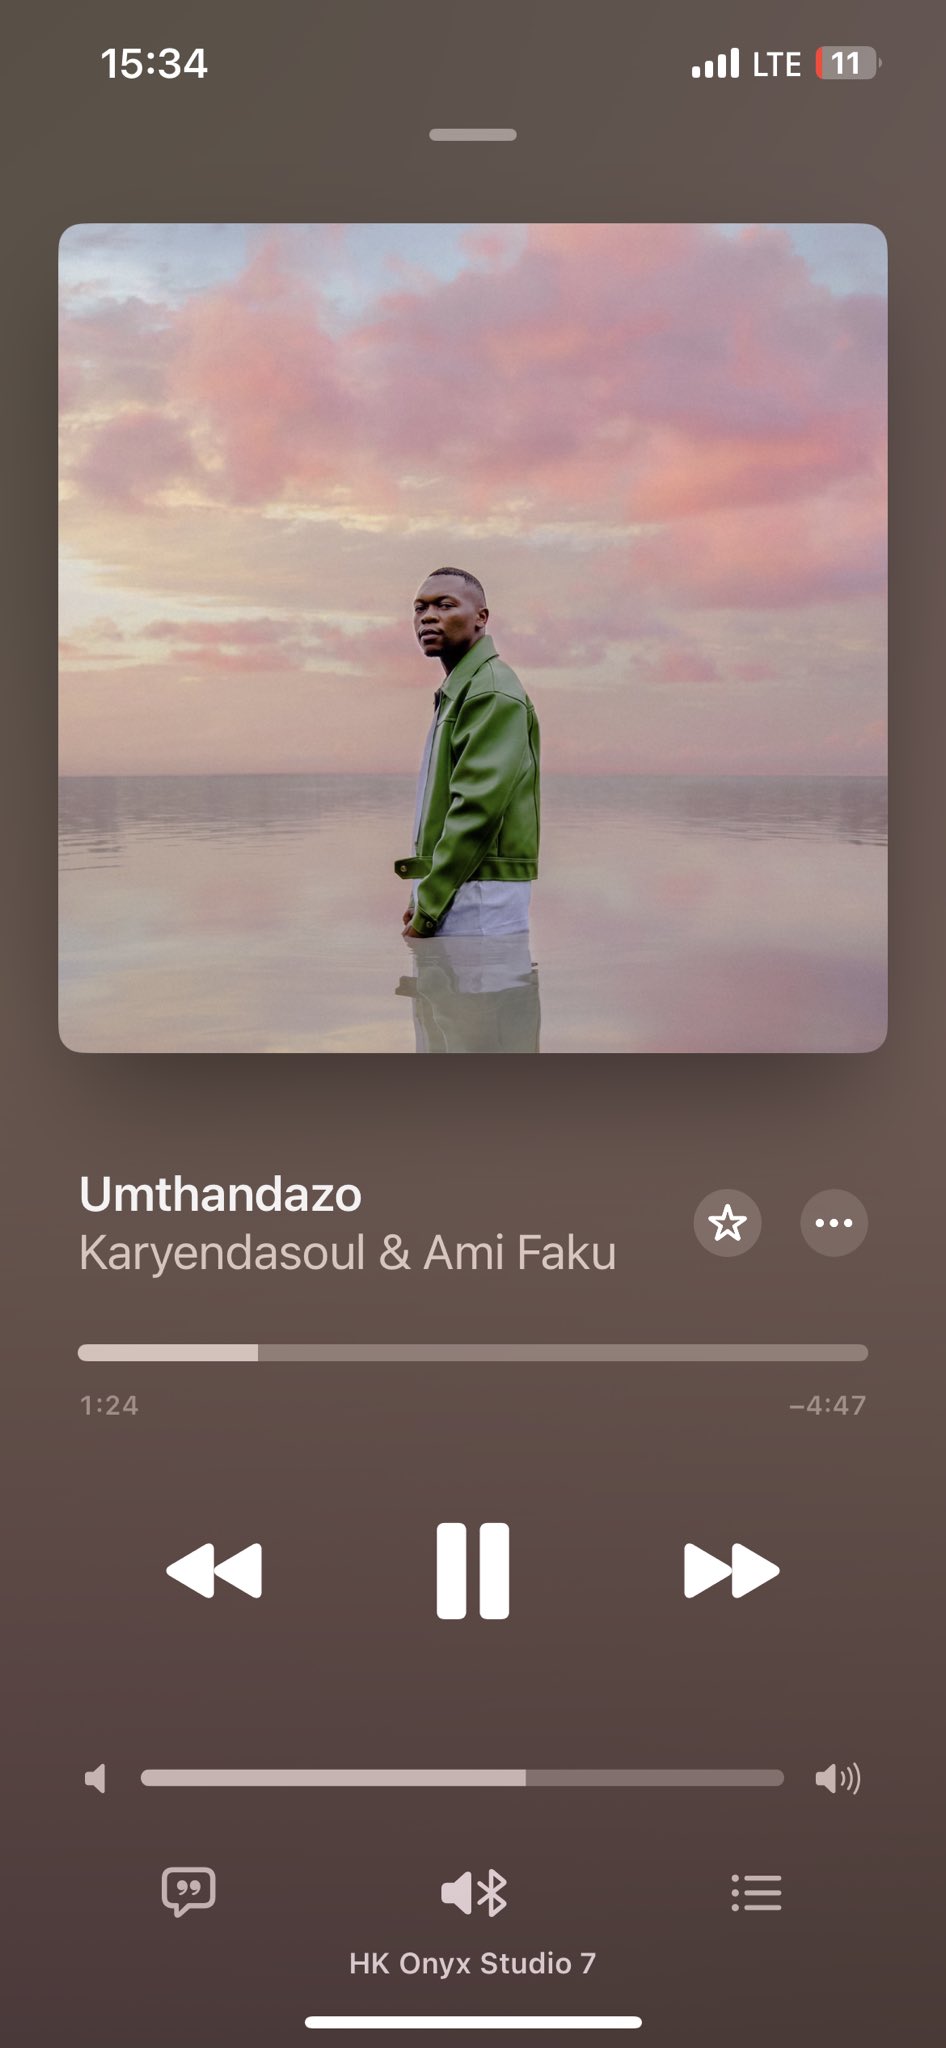 15:34 LTE 11
Umthandazo
Karyendasoul & Ami Faku
1:24 –4:47
HK Onyx Studio 7